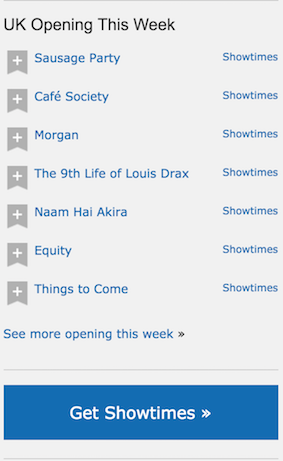 UK Opening This Week
Sausage Party Showtimes
Café Society Showtimes
Morgan Showtimes
The 9th Life of Louis Drax Showtimes
Naam Hai Akira Showtimes
Equity Showtimes
Things to Come Showtimes
See more opening this week »
Get Showtimes »